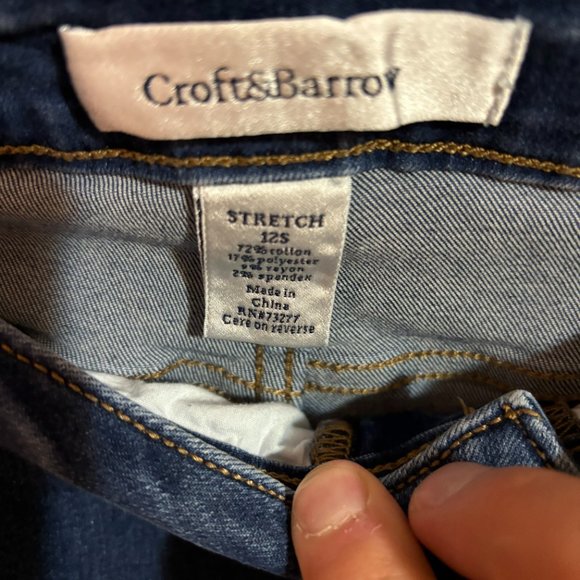 Croft&Barrow
STRETCH
12S
72% cotton
17% polyester
9% rayon
2% spandex
Made in
China
RN#73277
Care on reverse